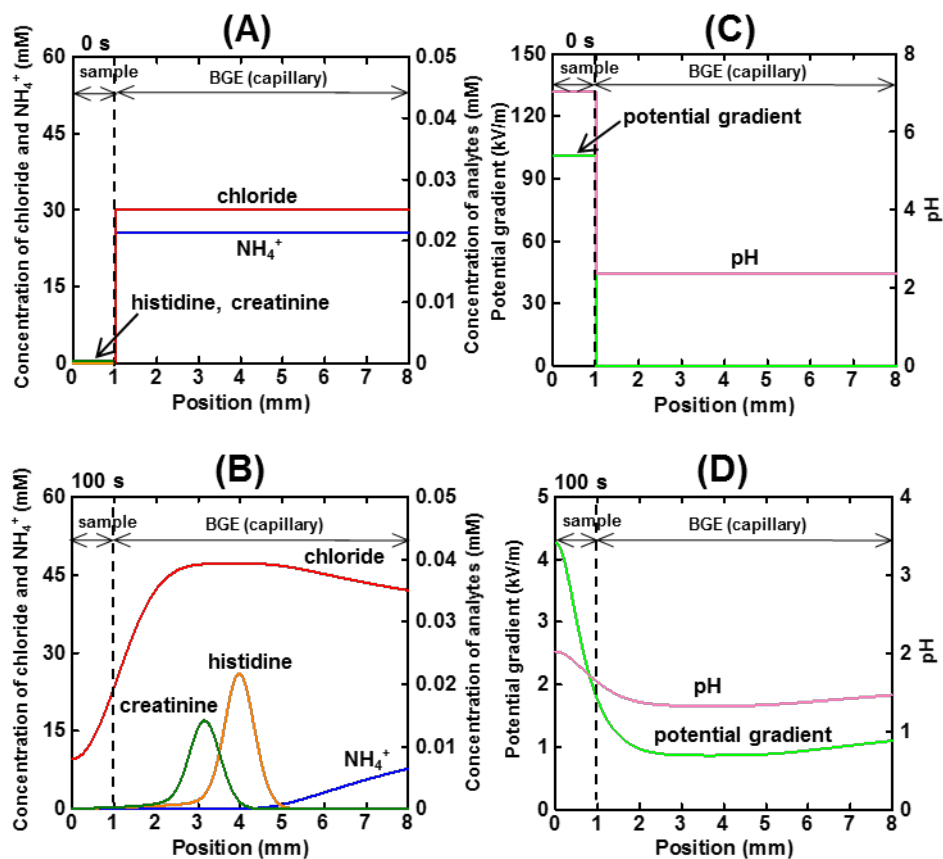 (A)
0 s
60
45
30
15
0
0.05
0.04
0.03
0.02
0.01
0
sample
BGE (capillary)
chloride
NH₄⁺
histidine, creatinine
0 1 2 3 4 5 6 7 8
Position (mm)
Concentration of chloride and NH₄⁺ (mM)
Concentration of analytes (mM)
(C)
0 s
150
120
90
60
30
0
8
6
4
2
0
sample
BGE (capillary)
potential gradient
pH
0 1 2 3 4 5 6 7 8
Position (mm)
Potential gradient (kV/m)
pH
(B)
100 s
60
45
30
15
0
0.05
0.04
0.03
0.02
0.01
0
sample
BGE (capillary)
chloride
histidine
creatinine
NH₄⁺
0 1 2 3 4 5 6 7 8
Position (mm)
Concentration of chloride and NH₄⁺ (mM)
Concentration of analytes (mM)
(D)
100 s
5
4
3
2
1
0
4
3
2
1
0
sample
BGE (capillary)
pH
potential gradient
0 1 2 3 4 5 6 7 8
Position (mm)
Potential gradient (kV/m)
pH